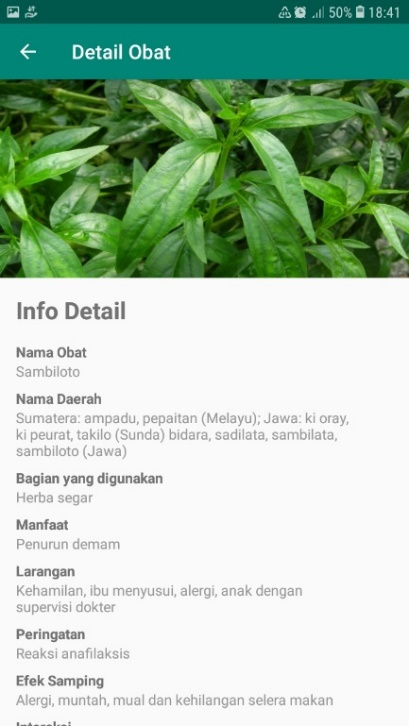 50% 18:41
Detail Obat
Info Detail
Nama Obat
Sambiloto
Nama Daerah
Sumatera: ampadu, pepaitan (Melayu); Jawa: ki oray,
ki peurat, takilo (Sunda) bidara, sadilata, sambilata,
sambiloto (Jawa)
Bagian yang digunakan
Herba segar
Manfaat
Penurun demam
Larangan
Kehamilan, ibu menyusui, alergi, anak dengan
supervisi dokter
Peringatan
Reaksi anafilaksis
Efek Samping
Alergi, muntah, mual dan kehilangan selera makan